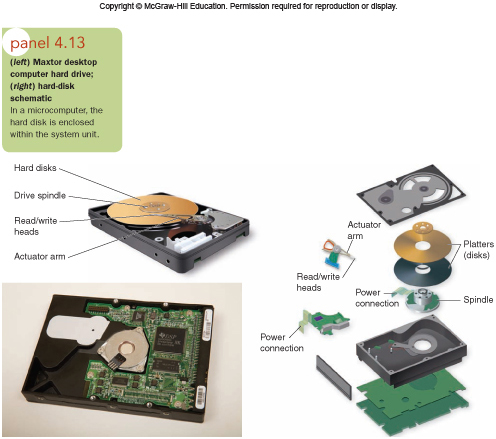 Copyright © McGraw-Hill Education. Permission required for reproduction or display.
panel 4.13
(left) Maxtor desktop
computer hard drive;
(right) hard-disk
schematic
In a microcomputer, the
hard disk is enclosed
within the system unit.
Hard disks
Drive spindle
Read/write
heads
Actuator arm
Actuator
arm
Platters
(disks)
Read/write
heads
Power
connection
Spindle
Power
connection